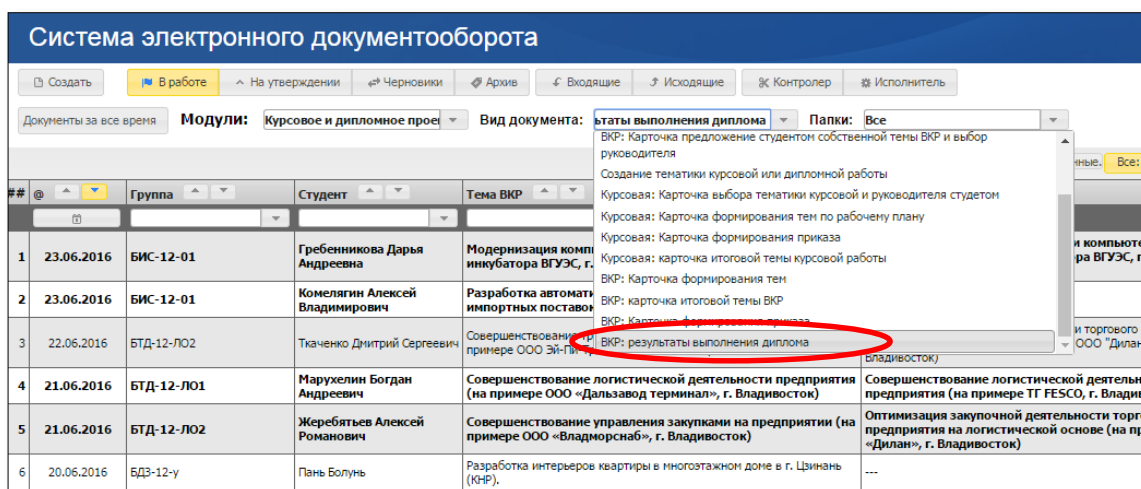 Система электронного документооборота
Создать В работе На утверждении Черновики Архив Входящие Исходящие Контролер Исполнитель
Документы за все время Модули: Курсовое и дипломное прое Вид документа: ьтаты выполнения диплома Папки: Все
ВКР: Карточка предложение студентом собственной темы ВКР и выбор
руководителя
Создание тематики курсовой или дипломной работы
Курсовая: Карточка выбора тематики курсовой и руководителя студетом
Курсовая: Карточка формирования тем по рабочему плану
Курсовая: Карточка формирования приказа
Курсовая: карточка итоговой темы курсовой работы
ВКР: Карточка формирования тем
ВКР: карточка итоговой темы ВКР
ВКР: Карточка формирования приказа
ВКР: результаты выполнения диплома
нные. Все:
## @ Группа Студент Тема ВКР
1 23.06.2016 БИС-12-01 Гребенникова Дарья
Андреевна
Модернизация комп
инкубатора ВГУЭС, г.
и компьюте
ра ВГУЭС, г
2 23.06.2016 БИС-12-01 Комелягин Алексей
Владимирович
Разработка автомати
импортных поставок
3 22.06.2016 БТД-12-ЛО2 Ткаченко Дмитрий Сергеевич
Совершенствование
примере ООО Эй-Пи
и торгового
ООО "Дилан
Владивосток)
4 21.06.2016 БТД-12-ЛО1 Марухелин Богдан
Андреевич
Совершенствование логистической деятельности предприятия
(на примере ООО «Дальзавод терминал», г. Владивосток)
Совершенствование логистической деятельн
предприятия (на примере ТГ FESCO, г. Владив
5 21.06.2016 БТД-12-ЛО2 Жеребятьев Алексей
Романович
Совершенствование управления закупками на предприятии (на
примере ООО «Владморснаб», г. Владивосток)
Оптимизация закупочной деятельности торг
предприятия на логистической основе (на пр
«Дилан», г. Владивосток)
6 20.06.2016 БДЗ-12-у Пань Болунь
Разработка интерьеров квартиры в многоэтажном доме в г. Цзинань
(КНР).
---